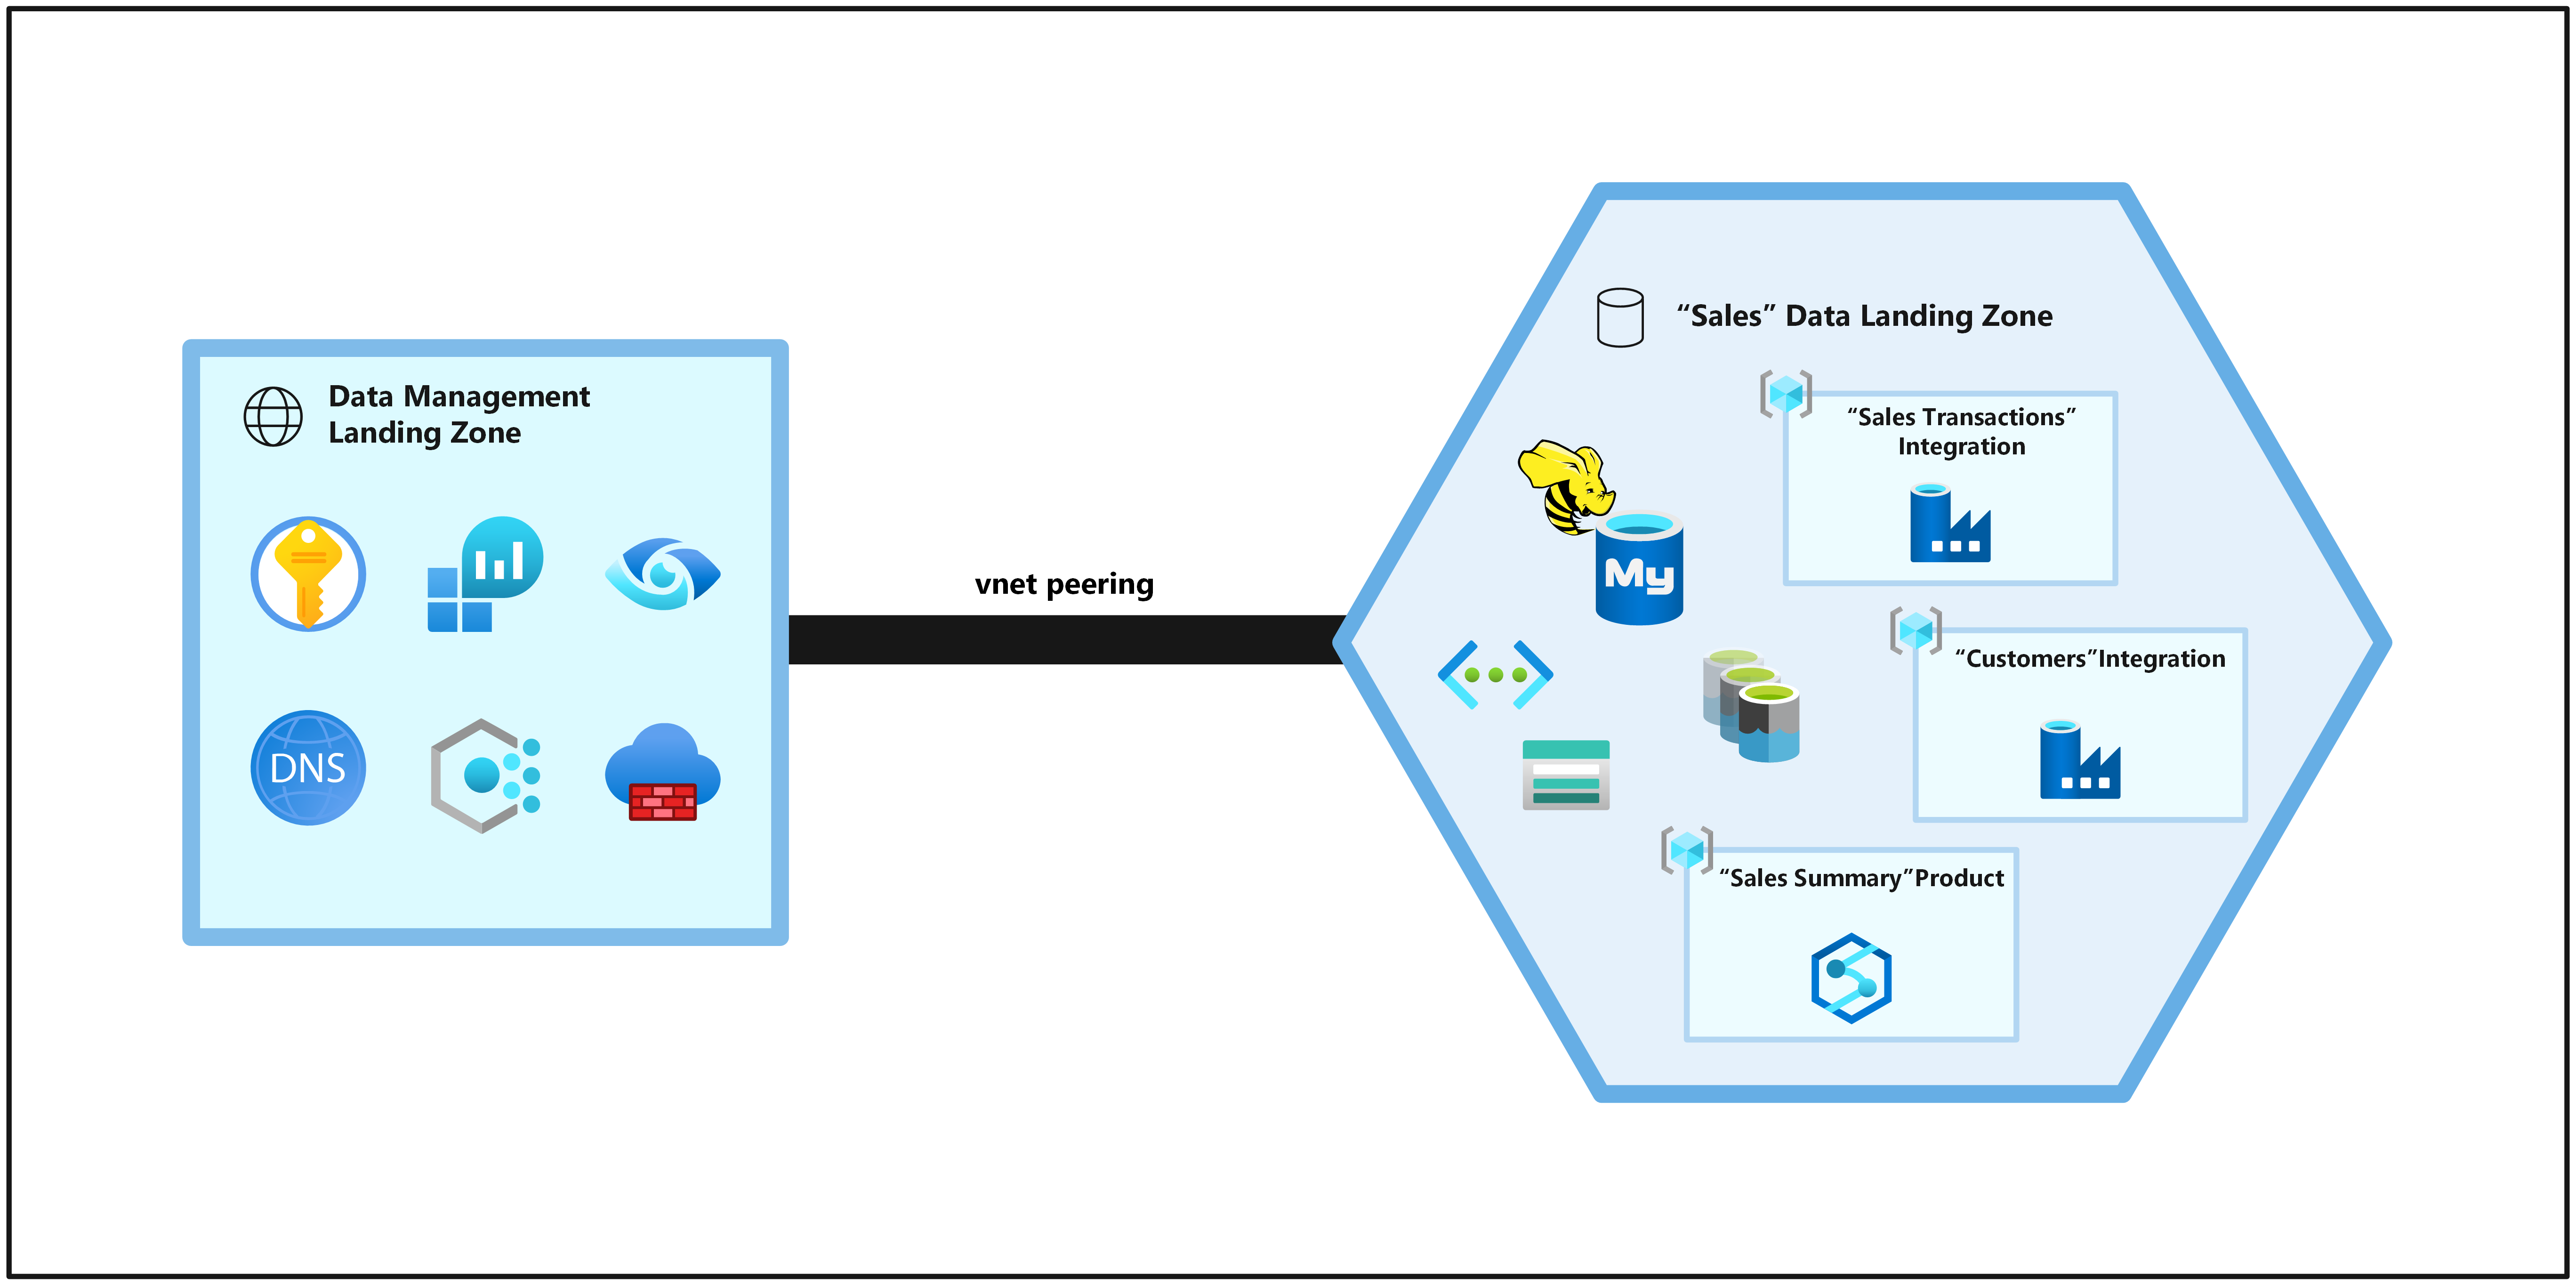 Data Management
Landing Zone
DNS
vnet peering
“Sales” Data Landing Zone
“Sales Transactions”
Integration
My
“Customers”Integration
“Sales Summary”Product